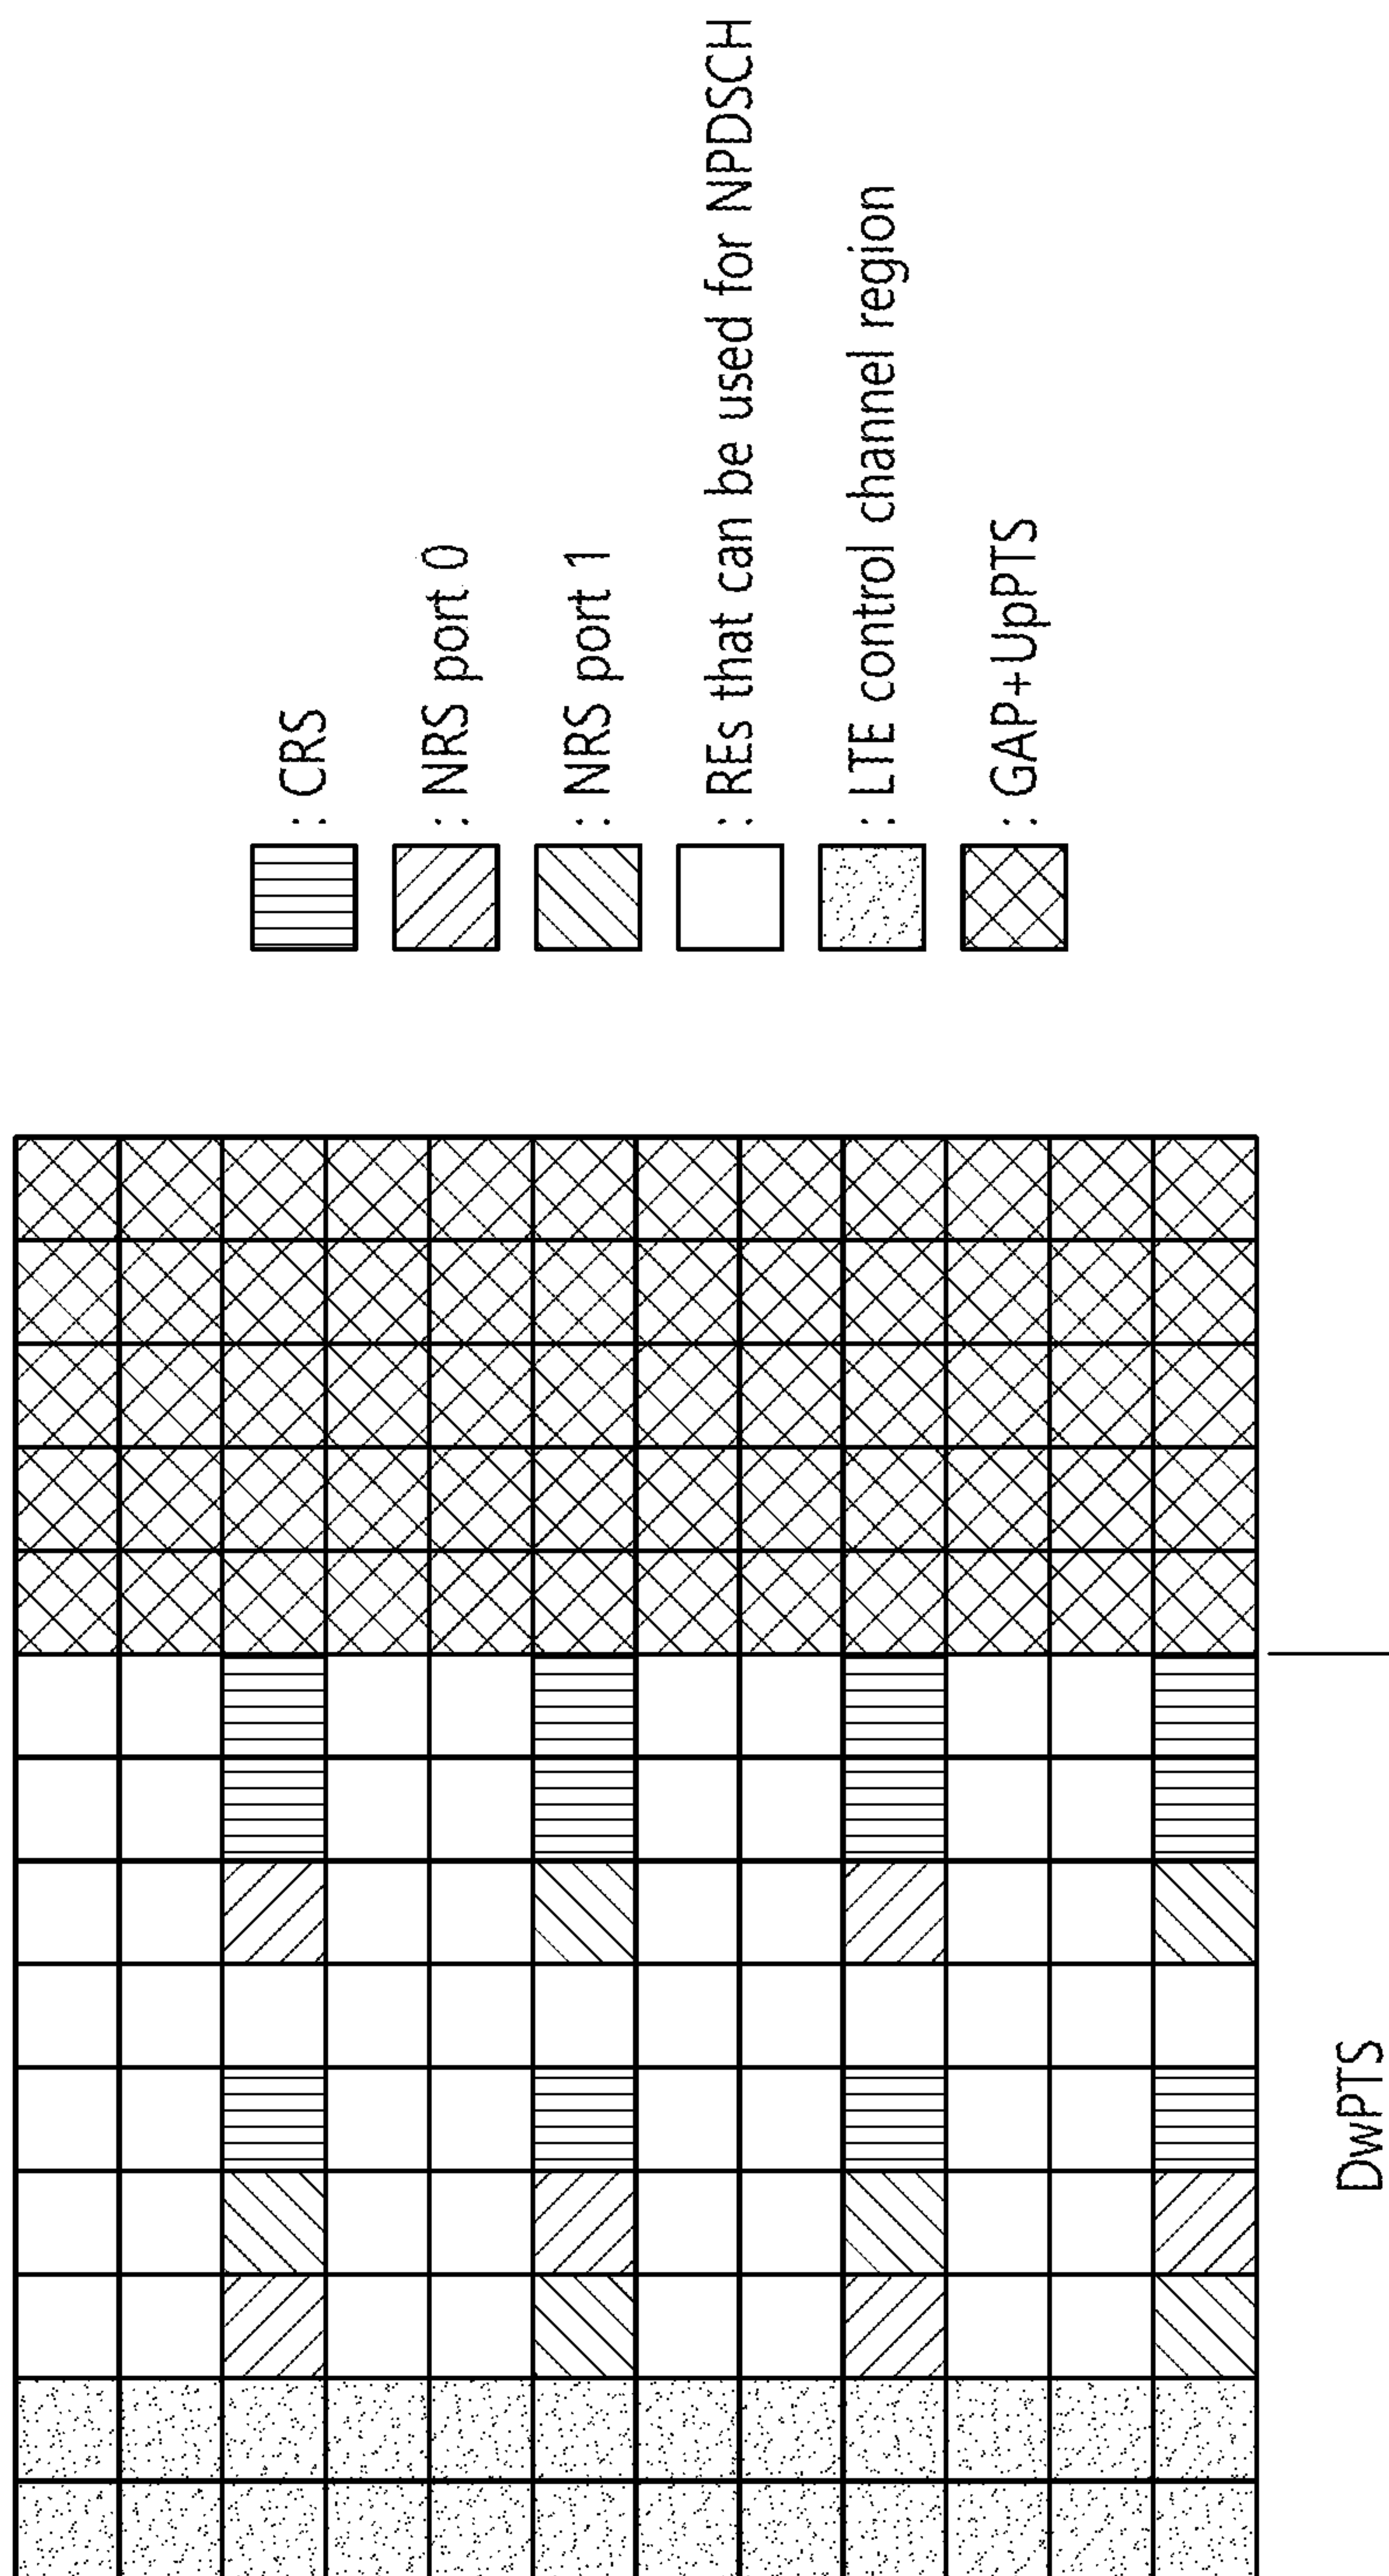 : CRS
: NRS port 0
: NRS port 1
: REs that can be used for NPDSCH
: LTE control channel region
: GAP+UpPTS
DwPTS